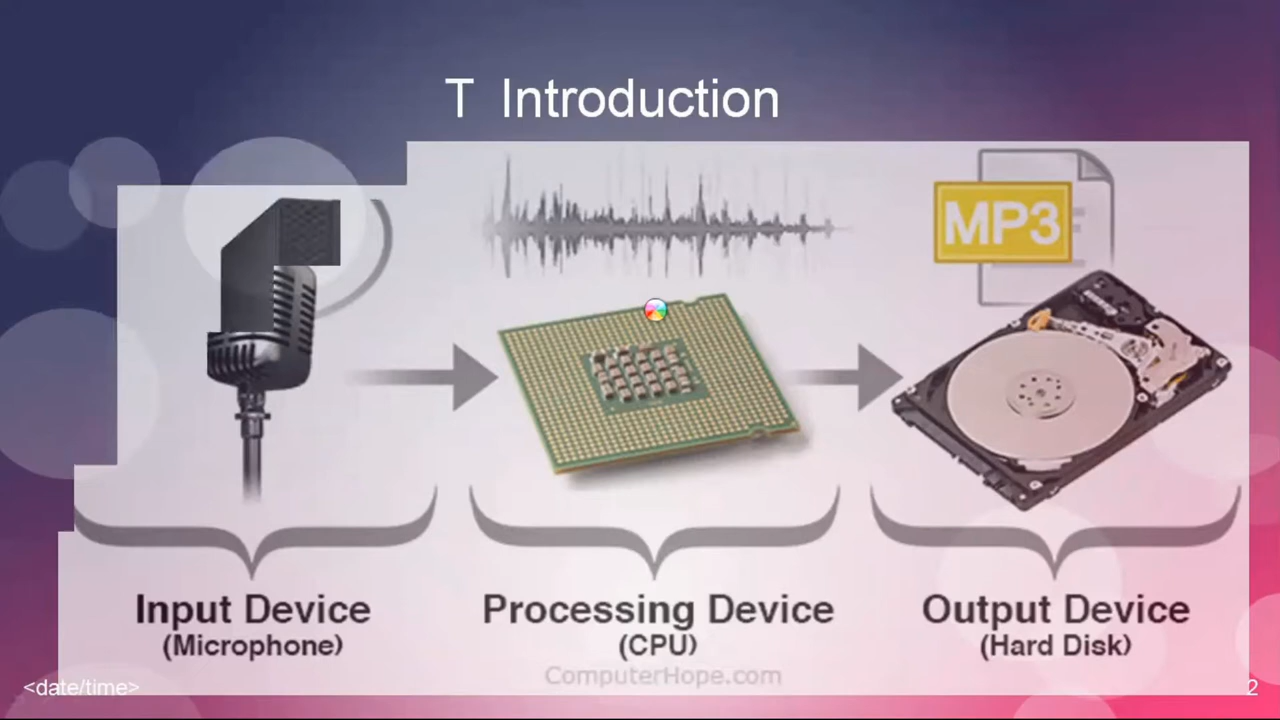 T Introduction
MP3
Input Device
(Microphone)
Processing Device
(CPU)
Output Device
(Hard Disk)
ComputerHope.com
<date/time>
2